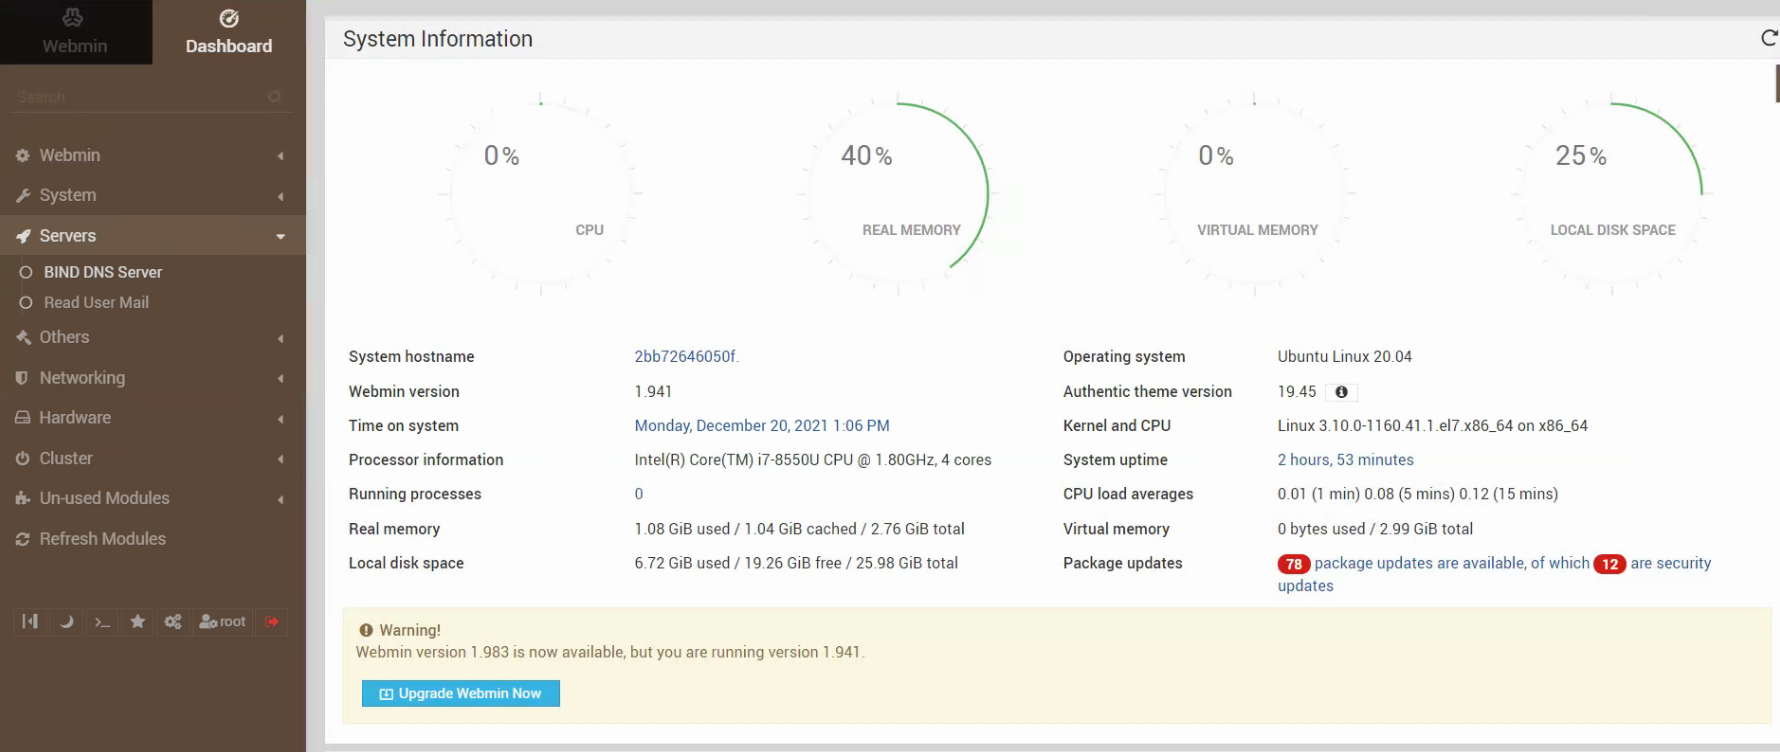 Webmin
Dashboard
Search
Webmin
System
Servers
BIND DNS Server
Read User Mail
Others
Networking
Hardware
Cluster
Un-used Modules
Refresh Modules
root
System Information
0%
CPU
40%
REAL MEMORY
0%
VIRTUAL MEMORY
25%
LOCAL DISK SPACE
System hostname 2bb72646050f. Operating system Ubuntu Linux 20.04
Webmin version 1.941 Authentic theme version 19.45
Time on system Monday, December 20, 2021 1:06 PM Kernel and CPU Linux 3.10.0-1160.41.1.el7.x86_64 on x86_64
Processor information Intel(R) Core(TM) i7-8550U CPU @ 1.80GHz, 4 cores System uptime 2 hours, 53 minutes
Running processes 0 CPU load averages 0.01 (1 min) 0.08 (5 mins) 0.12 (15 mins)
Real memory 1.08 GiB used / 1.04 GiB cached / 2.76 GiB total Virtual memory 0 bytes used / 2.99 GiB total
Local disk space 6.72 GiB used / 19.26 GiB free / 25.98 GiB total Package updates 78 package updates are available, of which 12 are security
updates
Warning!
Webmin version 1.983 is now available, but you are running version 1.941.
Upgrade Webmin Now